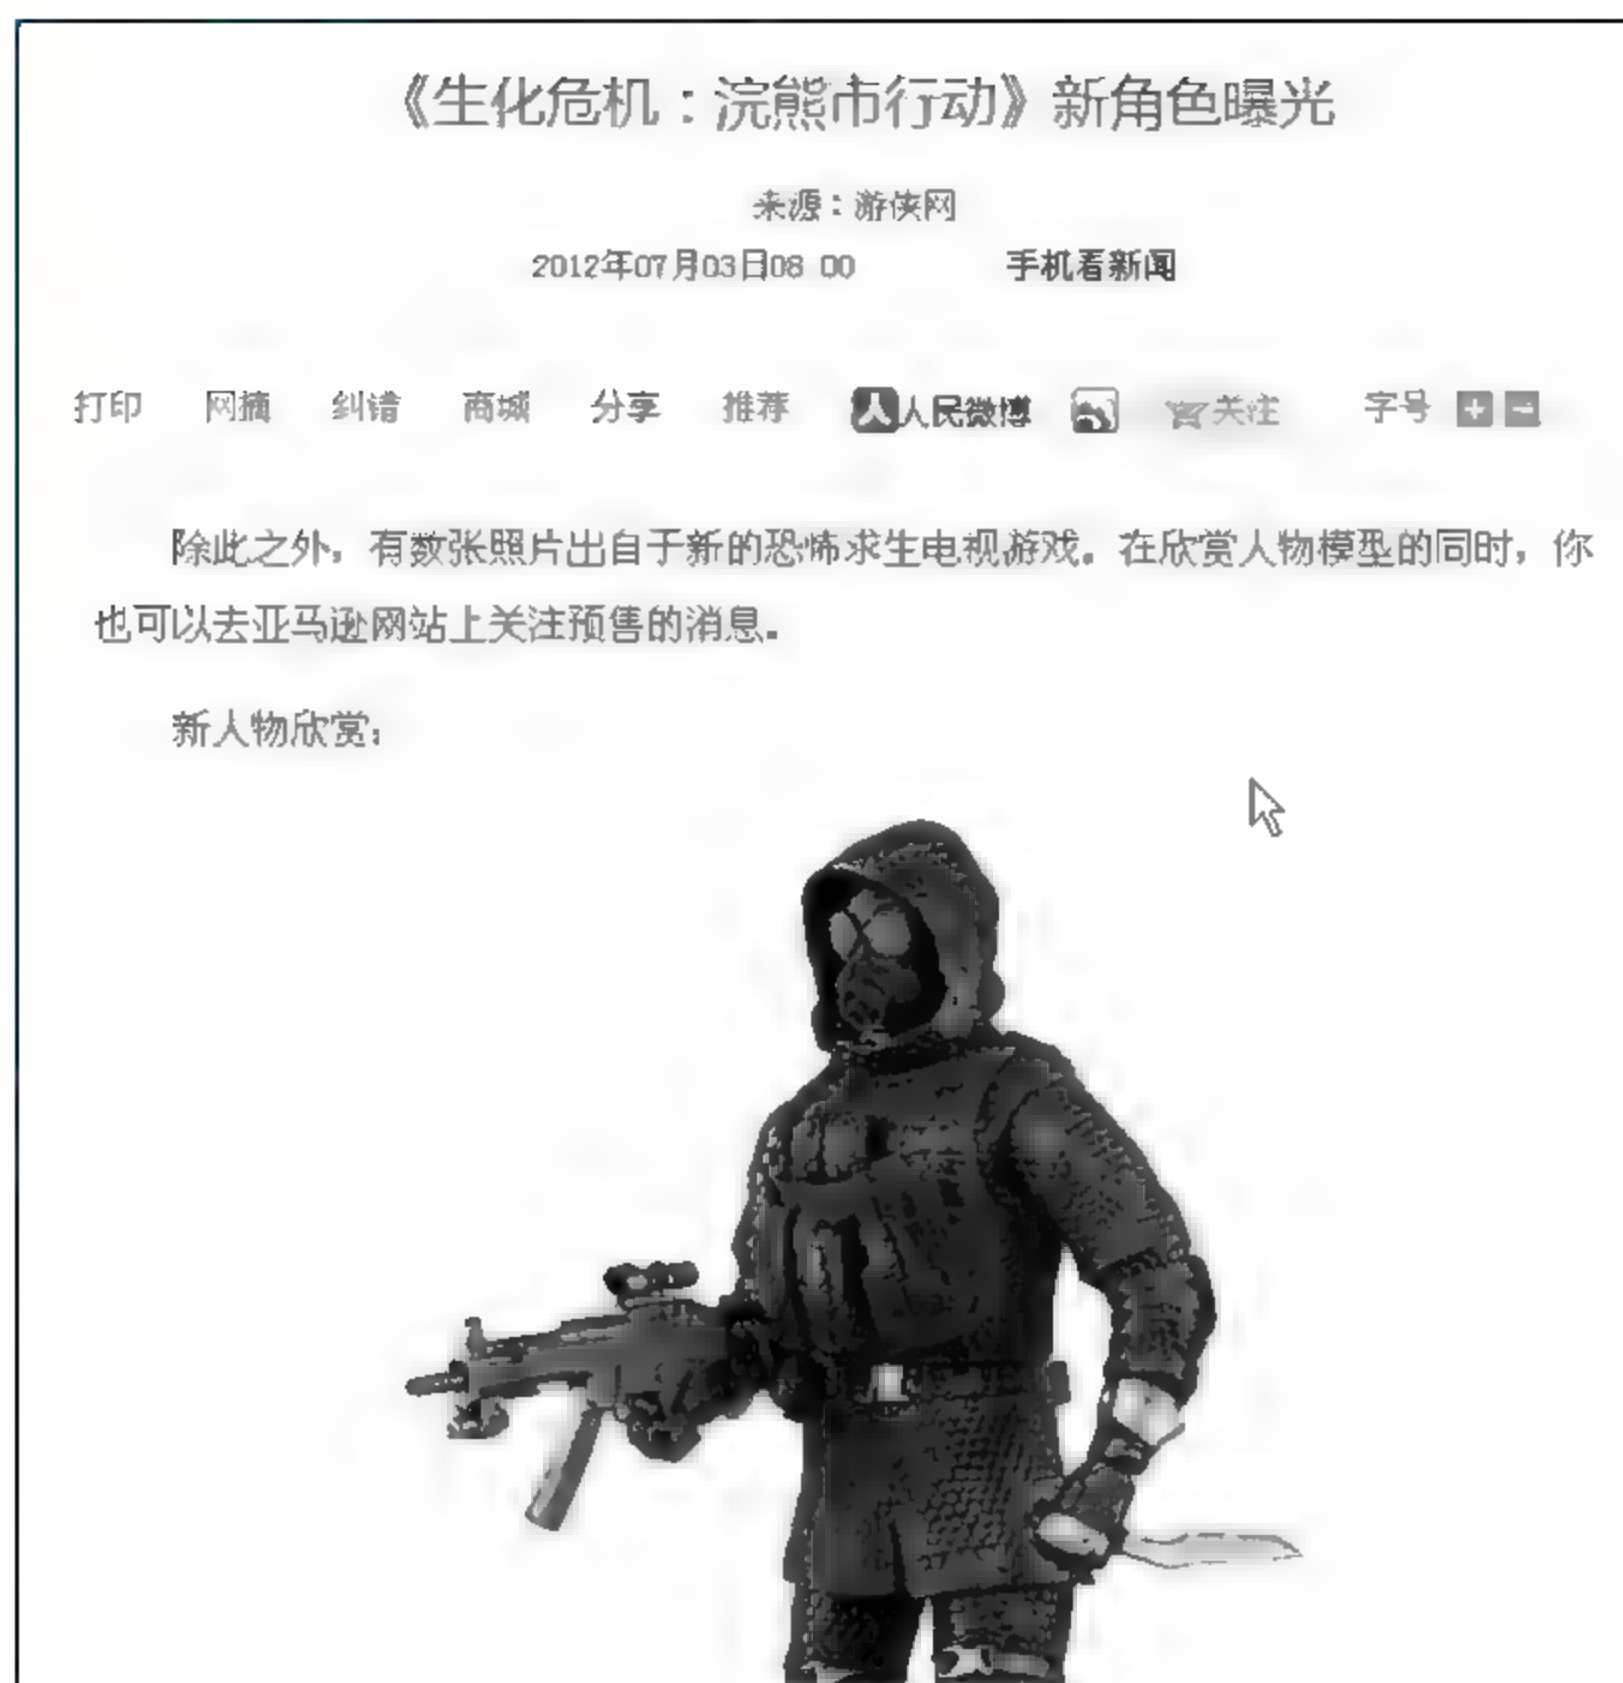 《生化危机：浣熊市行动》新角色曝光
来源：游侠网
2012年07月03日08 00 手机看新闻
打印 网摘 纠错 商城 分享 推荐 人 人民微博 关注 字号 + -
除此之外，有数张照片出自于新的恐怖求生电视游戏。在欣赏人物模型的同时，你
也可以去亚马逊网站上关注预售的消息。
新人物欣赏：